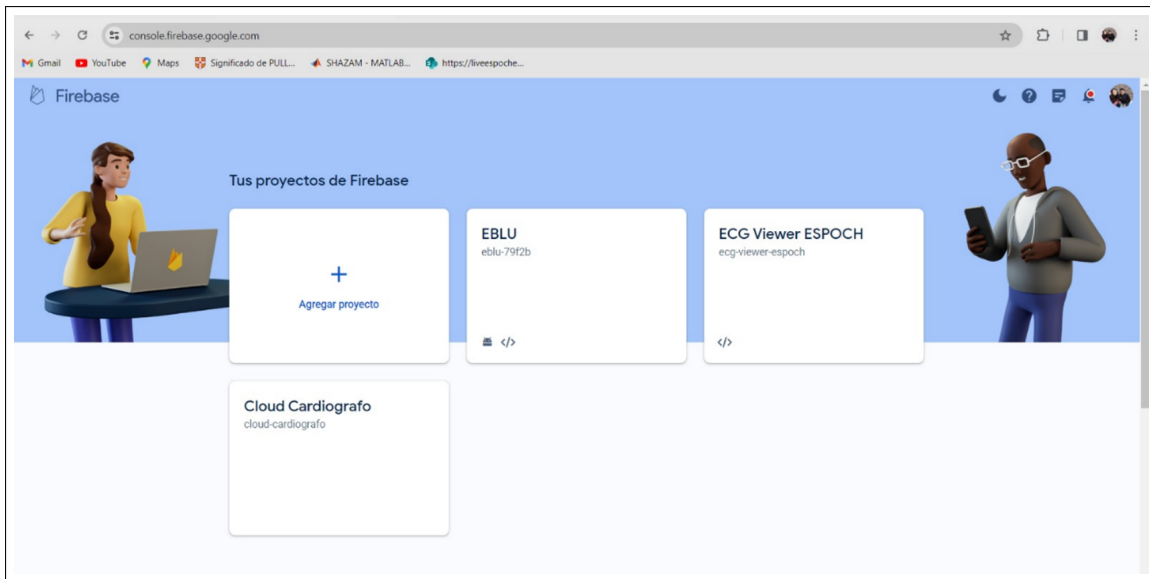 console.firebase.google.com
Gmail YouTube Maps Significado de PULL... SHAZAM - MATLAB... https://liveespoche...
Firebase
Tus proyectos de Firebase
+
Agregar proyecto
EBLU
eblu-79f2b
</>
ECG Viewer ESPOCH
ecg-viewer-espoch
</>
Cloud Cardiografo
cloud-cardiografo